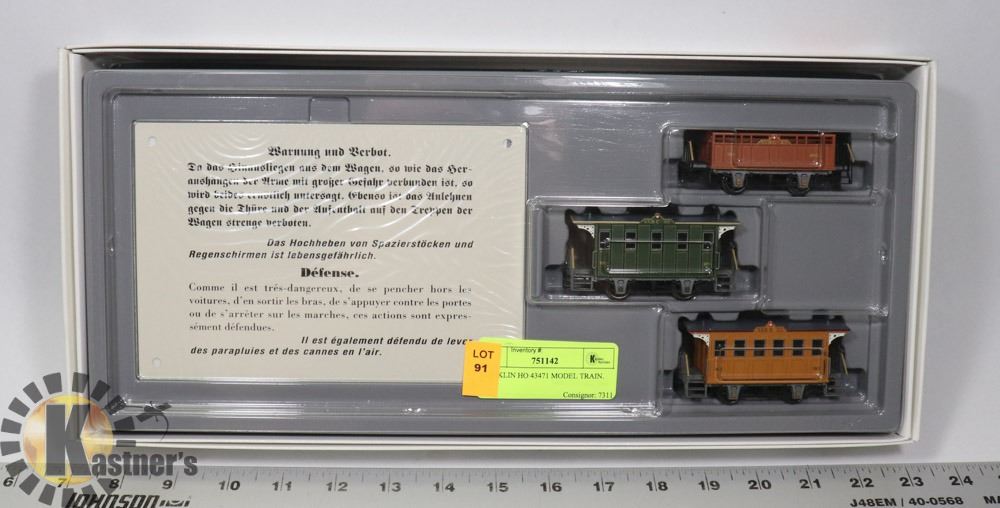 Warnung und Verbot.
Da das Hinausliegen aus dem Wagen, so wie das Her-
aushangen der Arme mit großer Gefahr verbunden ist, so
wird beides ernstlich untersagt. Ebenso ist das Anlehnen
gegen die Thüre und der Aufenthalt auf den Treppen der
Wagen strenge verboten.
Das Hochheben von Spazierstöcken und
Regenschirmen ist lebensgefährlich.
Défense.
Comme il est trés-dangereux, de se pencher hors les
voitures, d'en sortir les bras, de s'appuyer contre les portes
ou de s'arrêter sur les marches, ces actions sont expres-
sément défendues.
Il est également défendu de lever
des parapluies et des cannes en l'air.
LOT
91
Inventory #:
751142
KLIN HO 43471 MODEL TRAIN.
Consignor: 7311
Kastner's
6 7 8 9 10 11 12 13 14 15 16 17 18 19 20 21 22 23 24 25
JOHNSON
J48EM / 40-0568